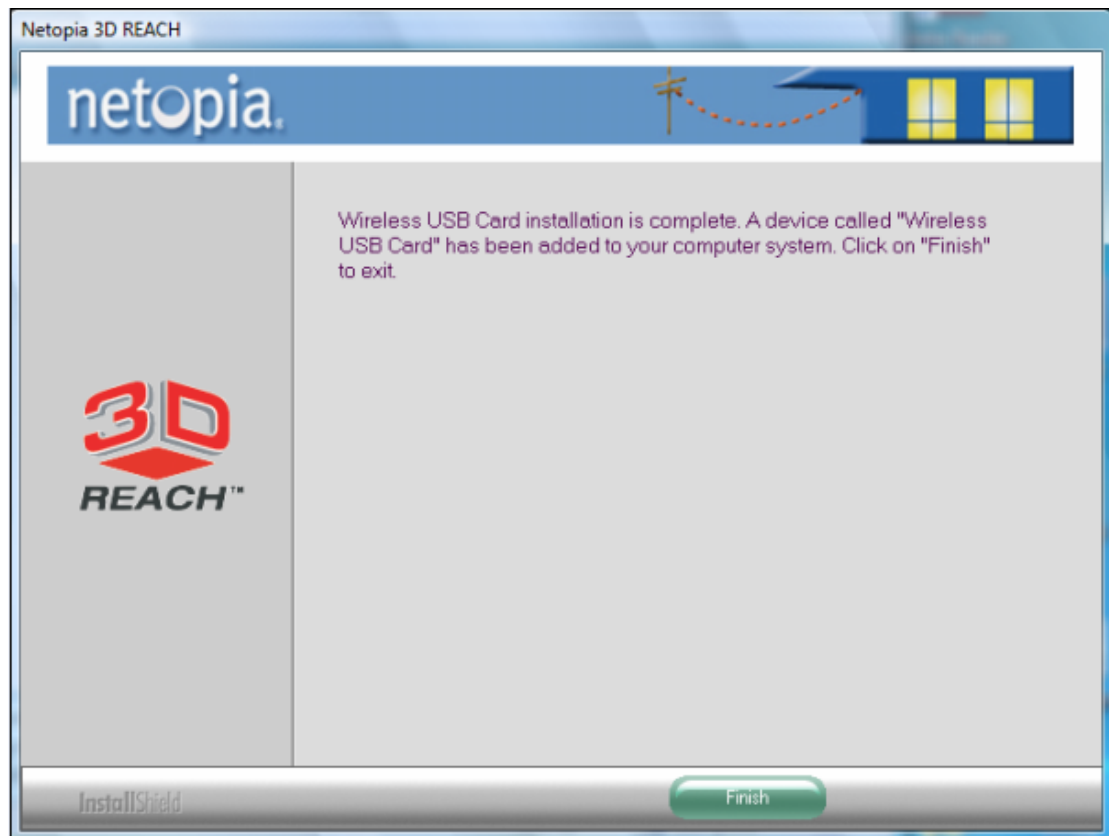 Netopia 3D REACH
netopia.
Wireless USB Card installation is complete. A device called "Wireless
USB Card" has been added to your computer system. Click on "Finish"
to exit.
3D
REACH™
InstallShield
Finish